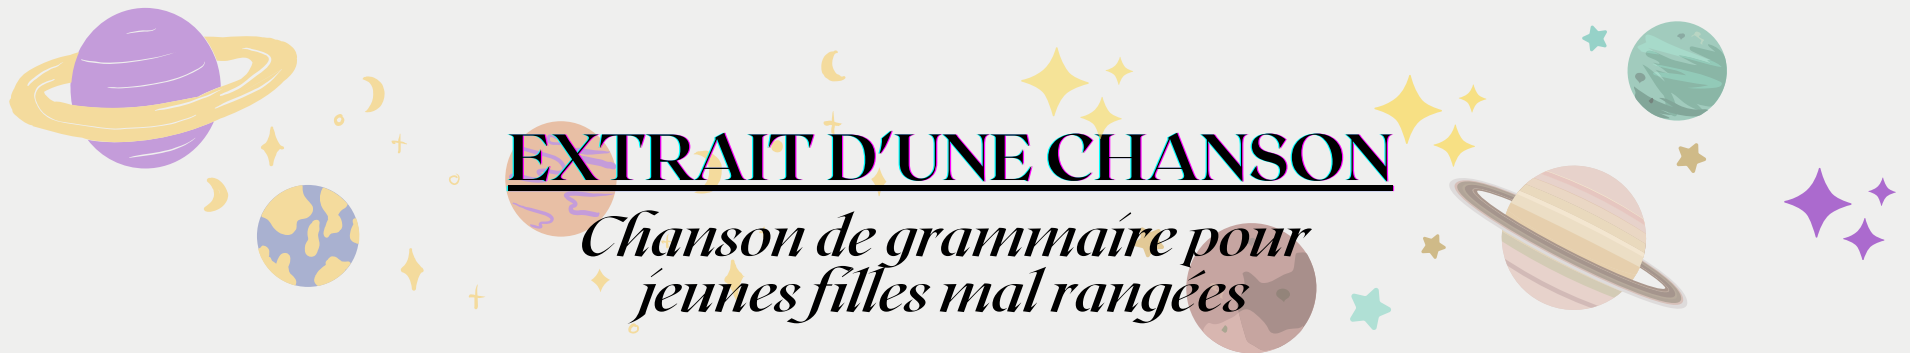 EXTRAIT D'UNE CHANSON
Chanson de grammaire pour
jeunes filles mal rangées